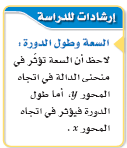 إرشادات للدراسة
السعة وطول الدورة :
لاحظ أن السعة تؤثر في
منحنى الدالة في اتجاه
المحور y. أما طول
الدورة فيؤثر في اتجاه
المحور x .